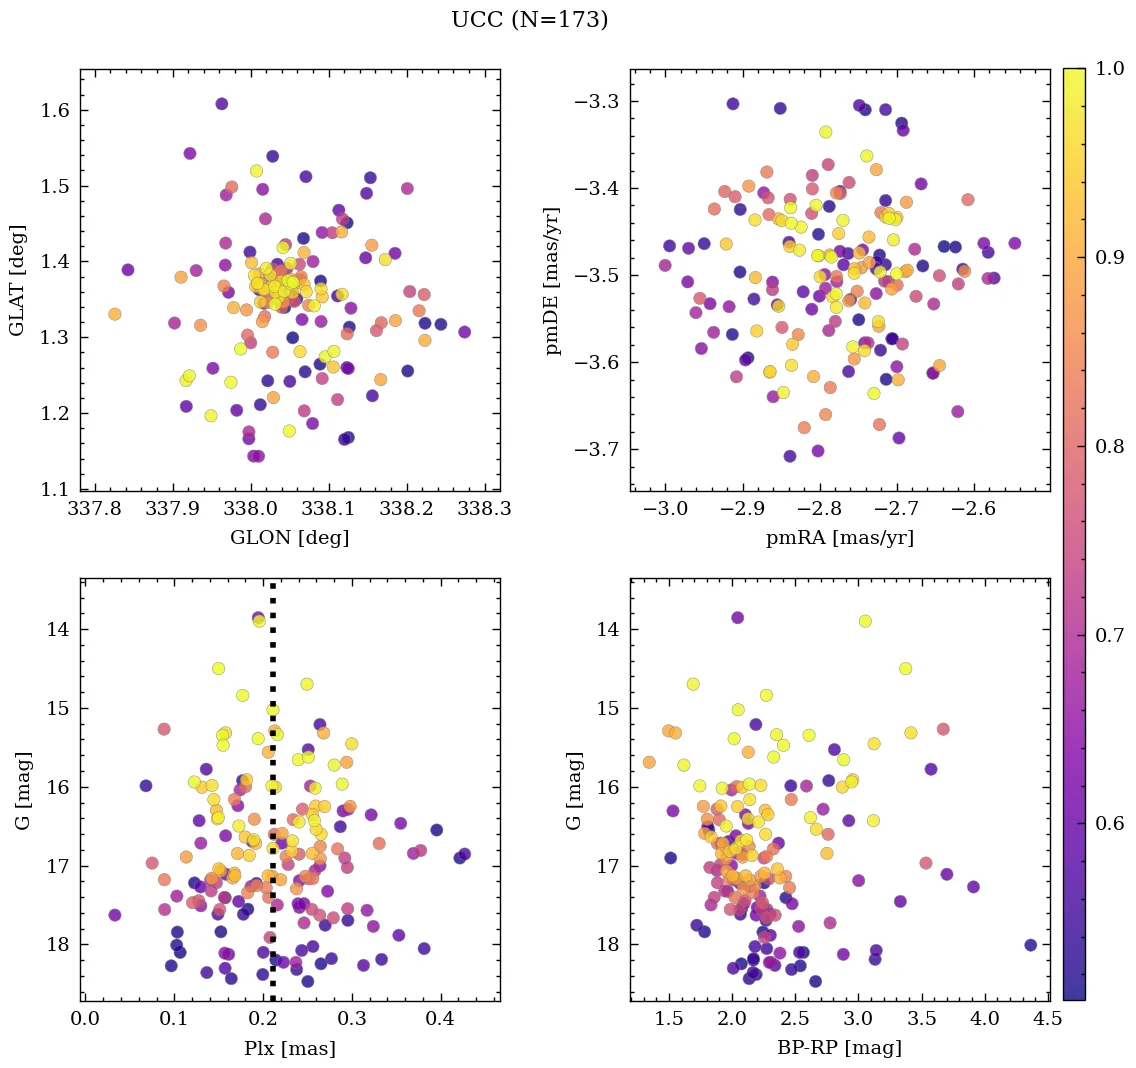 UCC (N=173)
1.6
1.5
1.4
1.3
1.2
1.1
GLAT [deg]
337.8 337.9 338.0 338.1 338.2 338.3
GLON [deg]
−3.3
−3.4
−3.5
−3.6
−3.7
pmDE [mas/yr]
−3.0 −2.9 −2.8 −2.7 −2.6
pmRA [mas/yr]
1.0
0.9
0.8
0.7
0.6
14
15
16
17
18
G [mag]
0.0 0.1 0.2 0.3 0.4
Plx [mas]
14
15
16
17
18
G [mag]
1.5 2.0 2.5 3.0 3.5 4.0 4.5
BP-RP [mag]